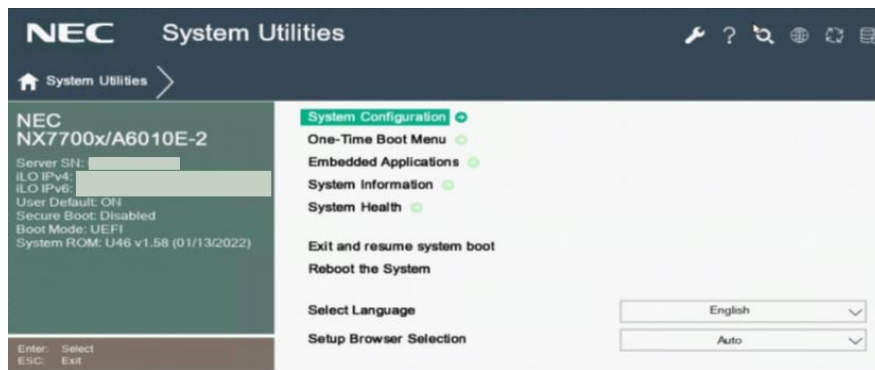 NEC System Utilities
System Utilities
NEC
NX7700x/A6010E-2
Server SN:
iLO IPv4:
iLO IPv6:
User Default: ON
Secure Boot: Disabled
Boot Mode: UEFI
System ROM: U46 v1.58 (01/13/2022)
Enter: Select
ESC: Exit
System Configuration
One-Time Boot Menu
Embedded Applications
System Information
System Health
Exit and resume system boot
Reboot the System
Select Language English
Setup Browser Selection Auto